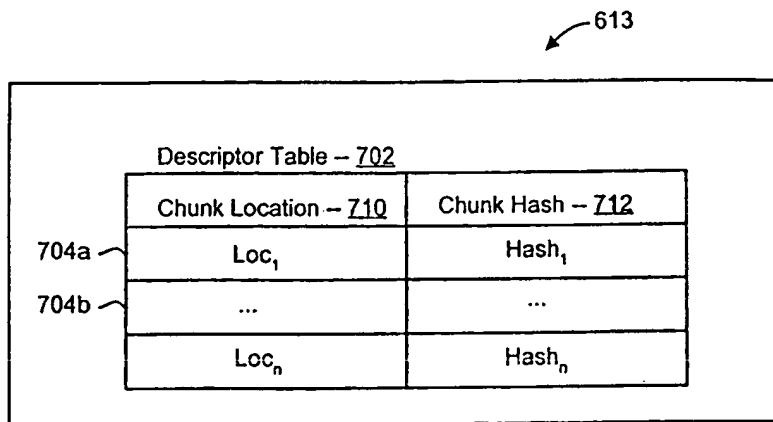 613
Descriptor Table – 702
Chunk Location – 710 Chunk Hash – 712
704a Loc₁ Hash₁
704b ... ...
Locₙ Hashₙ